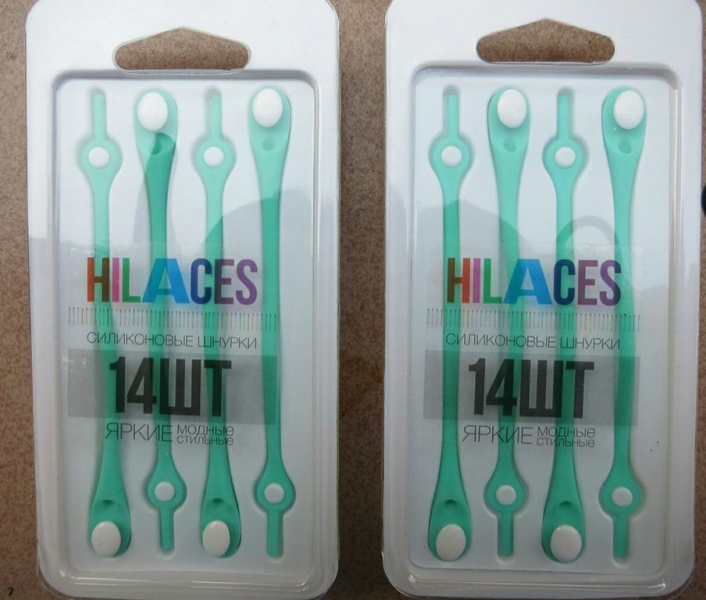 HILACES
СИЛИКОНОВЫЕ ШНУРКИ
14ШТ
ЯРКИЕ МОДНЫЕ СТИЛЬНЫЕ
HILACES
СИЛИКОНОВЫЕ ШНУРКИ
14ШТ
ЯРКИЕ МОДНЫЕ СТИЛЬНЫЕ